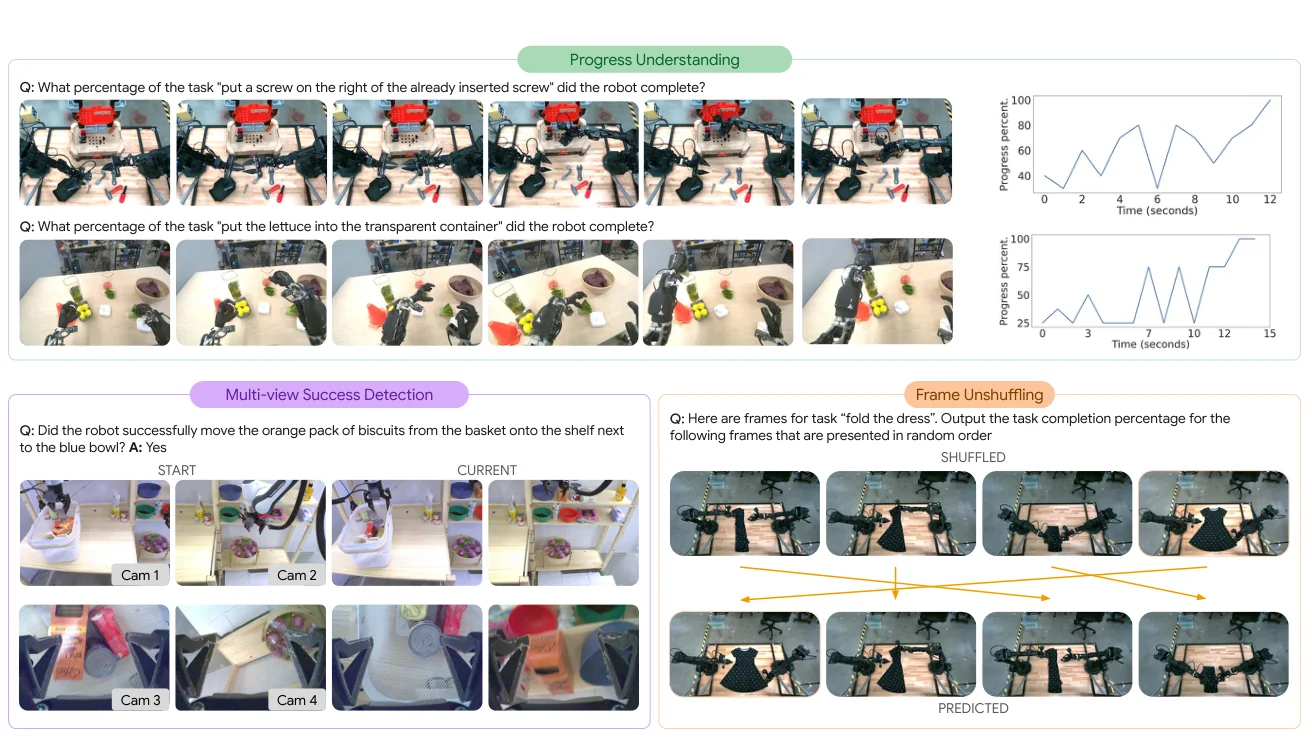 Progress Understanding
Q: What percentage of the task "put a screw on the right of the already inserted screw" did the robot complete?
Progress percent.
100
80
60
40
0 2 4 6 8 10 12
Time (seconds)
Q: What percentage of the task "put the lettuce into the transparent container" did the robot complete?
Progress percent.
100
75
50
25
0 3 7 10 12 15
Time (seconds)
Multi-view Success Detection
Q: Did the robot successfully move the orange pack of biscuits from the basket onto the shelf next
to the blue bowl? A: Yes
START CURRENT
Cam 1 Cam 2
Cam 3 Cam 4
Frame Unshuffling
Q: Here are frames for task “fold the dress”. Output the task completion percentage for the
following frames that are presented in random order
SHUFFLED
PREDICTED